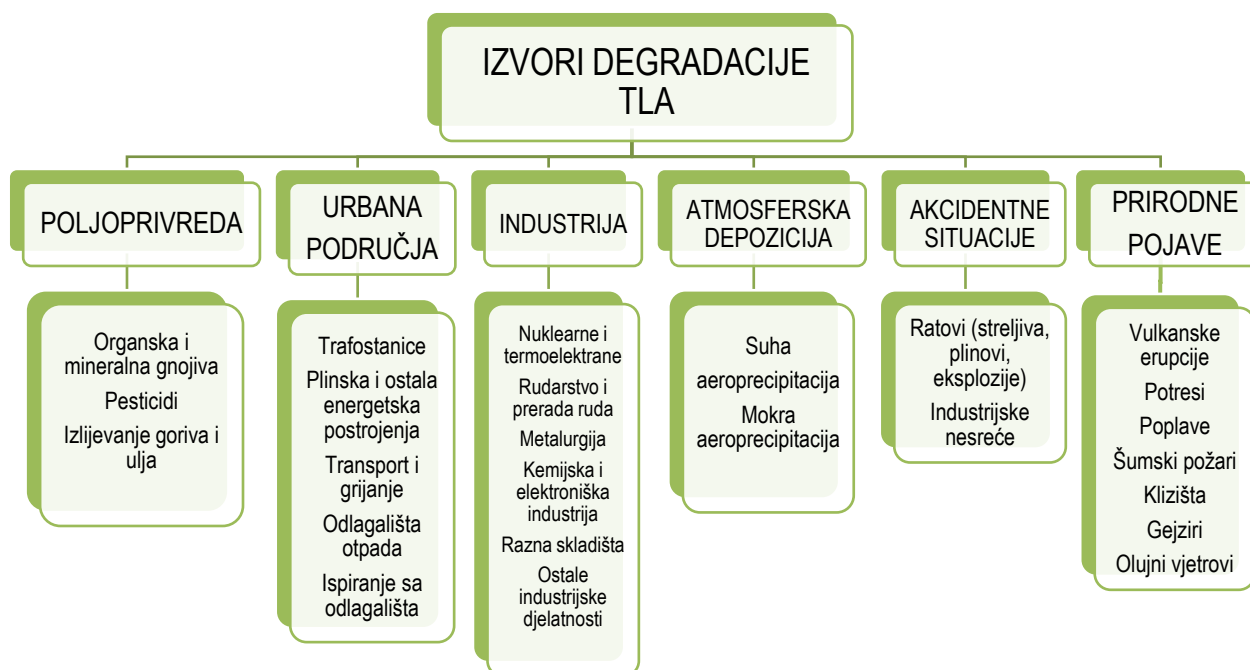 IZVORI DEGRADACIJE
TLA
POLJOPRIVREDA
Organska i
mineralna gnojiva
Pesticidi
Izlijevanje goriva i
ulja
URBANA
PODRUČJA
Trafostanice
Plinska i ostala
energetska
postrojenja
Transport i
grijanje
Odlagališta
otpada
Ispiranje sa
odlagališta
INDUSTRIJA
Nuklearne i
termoelektrane
Rudarstvo i
prerada ruda
Metalurgija
Kemijska i
elektroniška
industrija
Razna skladišta
Ostale
industrijske
djelatnosti
ATMOSFERSKA
DEPOZICIJA
Suha
aeroprecipitacija
Mokra
aeroprecipitacija
AKCIDENTNE
SITUACIJE
Ratovi (streljiva,
plinovi,
eksplozije)
Industrijske
nesreće
PRIRODNE
POJAVE
Vulkanske
erupcije
Potresi
Poplave
Šumski požari
Klizišta
Gejziri
Olujni vjetrovi